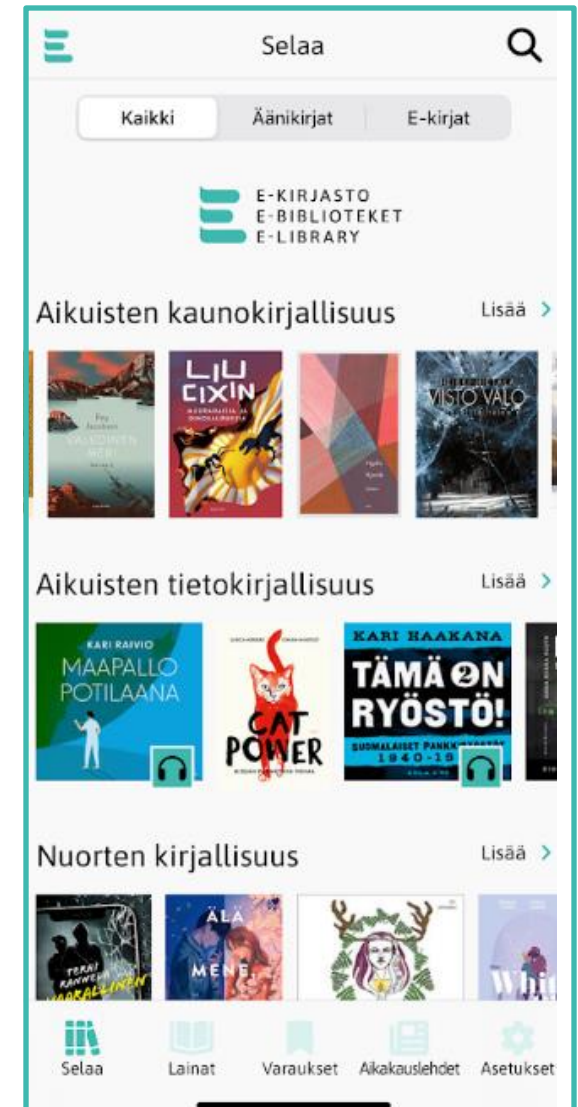 Selaa
Kaikki
Äänikirjat
E-kirjat
E-KIRJASTO
E-BIBLIOTEKET
E-LIBRARY
Aikuisten kaunokirjallisuus
Lisää
LIU
CIXIN
VIISTO VALO
Aikuisten tietokirjallisuus
Lisää
KARI RAIVIO
MAAPALLO
POTILAANA
CAT
POWER
KARI HAAKANA
TÄMÄ ON
RYÖSTÖ!
SUOMALAISET
Nuorten kirjallisuus
Lisää
ÄLÄ
MENE,
Selaa
Lainat
Varaukset
Aikakauslehdet
Asetukset